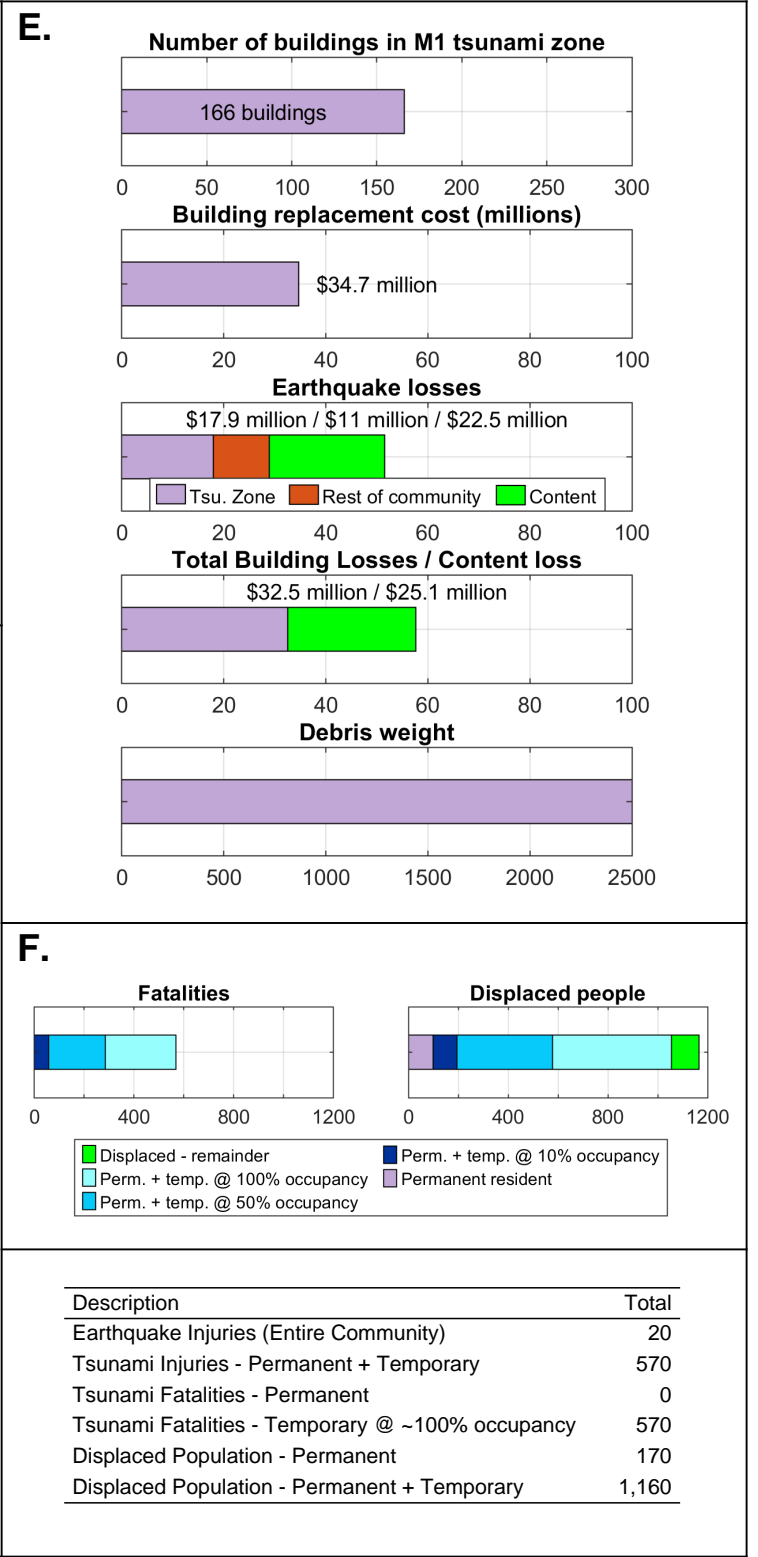 E.
Number of buildings in M1 tsunami zone
166 buildings
0 50 100 150 200 250 300
Building replacement cost (millions)
$34.7 million
0 20 40 60 80 100
Earthquake losses
$17.9 million / $11 million / $22.5 million
Tsu. Zone Rest of community Content
0 20 40 60 80 100
Total Building Losses / Content loss
$32.5 million / $25.1 million
0 20 40 60 80 100
Debris weight
0 500 1000 1500 2000 2500
F.
Fatalities Displaced people
0 400 800 1200 0 400 800 1200
Displaced - remainder Perm. + temp. @ 10% occupancy
Perm. + temp. @ 100% occupancy Permanent resident
Perm. + temp. @ 50% occupancy
Description Total
Earthquake Injuries (Entire Community) 20
Tsunami Injuries - Permanent + Temporary 570
Tsunami Fatalities - Permanent 0
Tsunami Fatalities - Temporary @ ~100% occupancy 570
Displaced Population - Permanent 170
Displaced Population - Permanent + Temporary 1,160